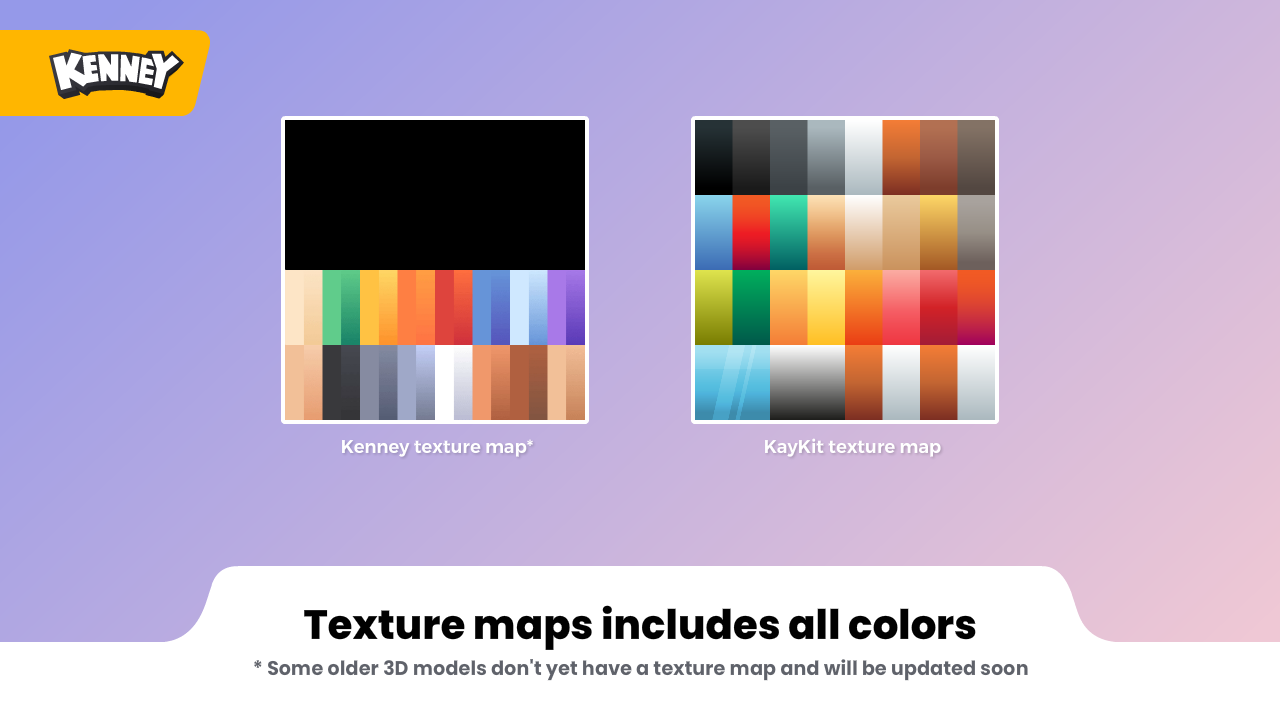 KENNEY
Kenney texture map*
KayKit texture map
Texture maps includes all colors
* Some older 3D models don't yet have a texture map and will be updated soon